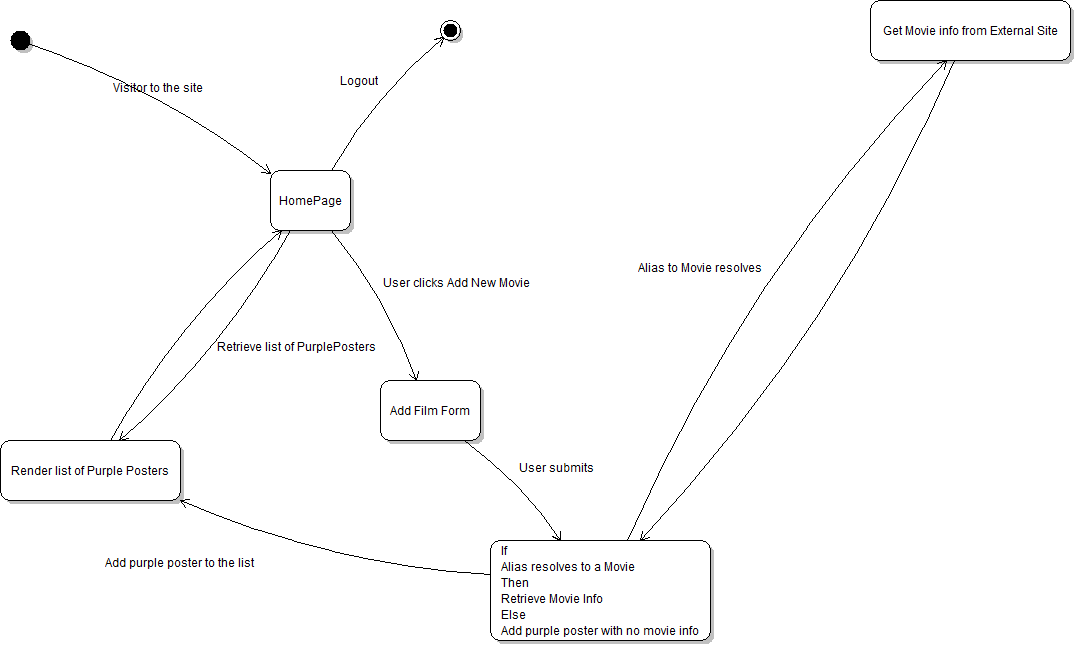 Get Movie info from External Site
Logout
Visitor to the site
HomePage
Alias to Movie resolves
User clicks Add New Movie
Retrieve list of PurplePosters
Add Film Form
Render list of Purple Posters
User submits
Add purple poster to the list
If
Alias resolves to a Movie
Then
Retrieve Movie Info
Else
Add purple poster with no movie info